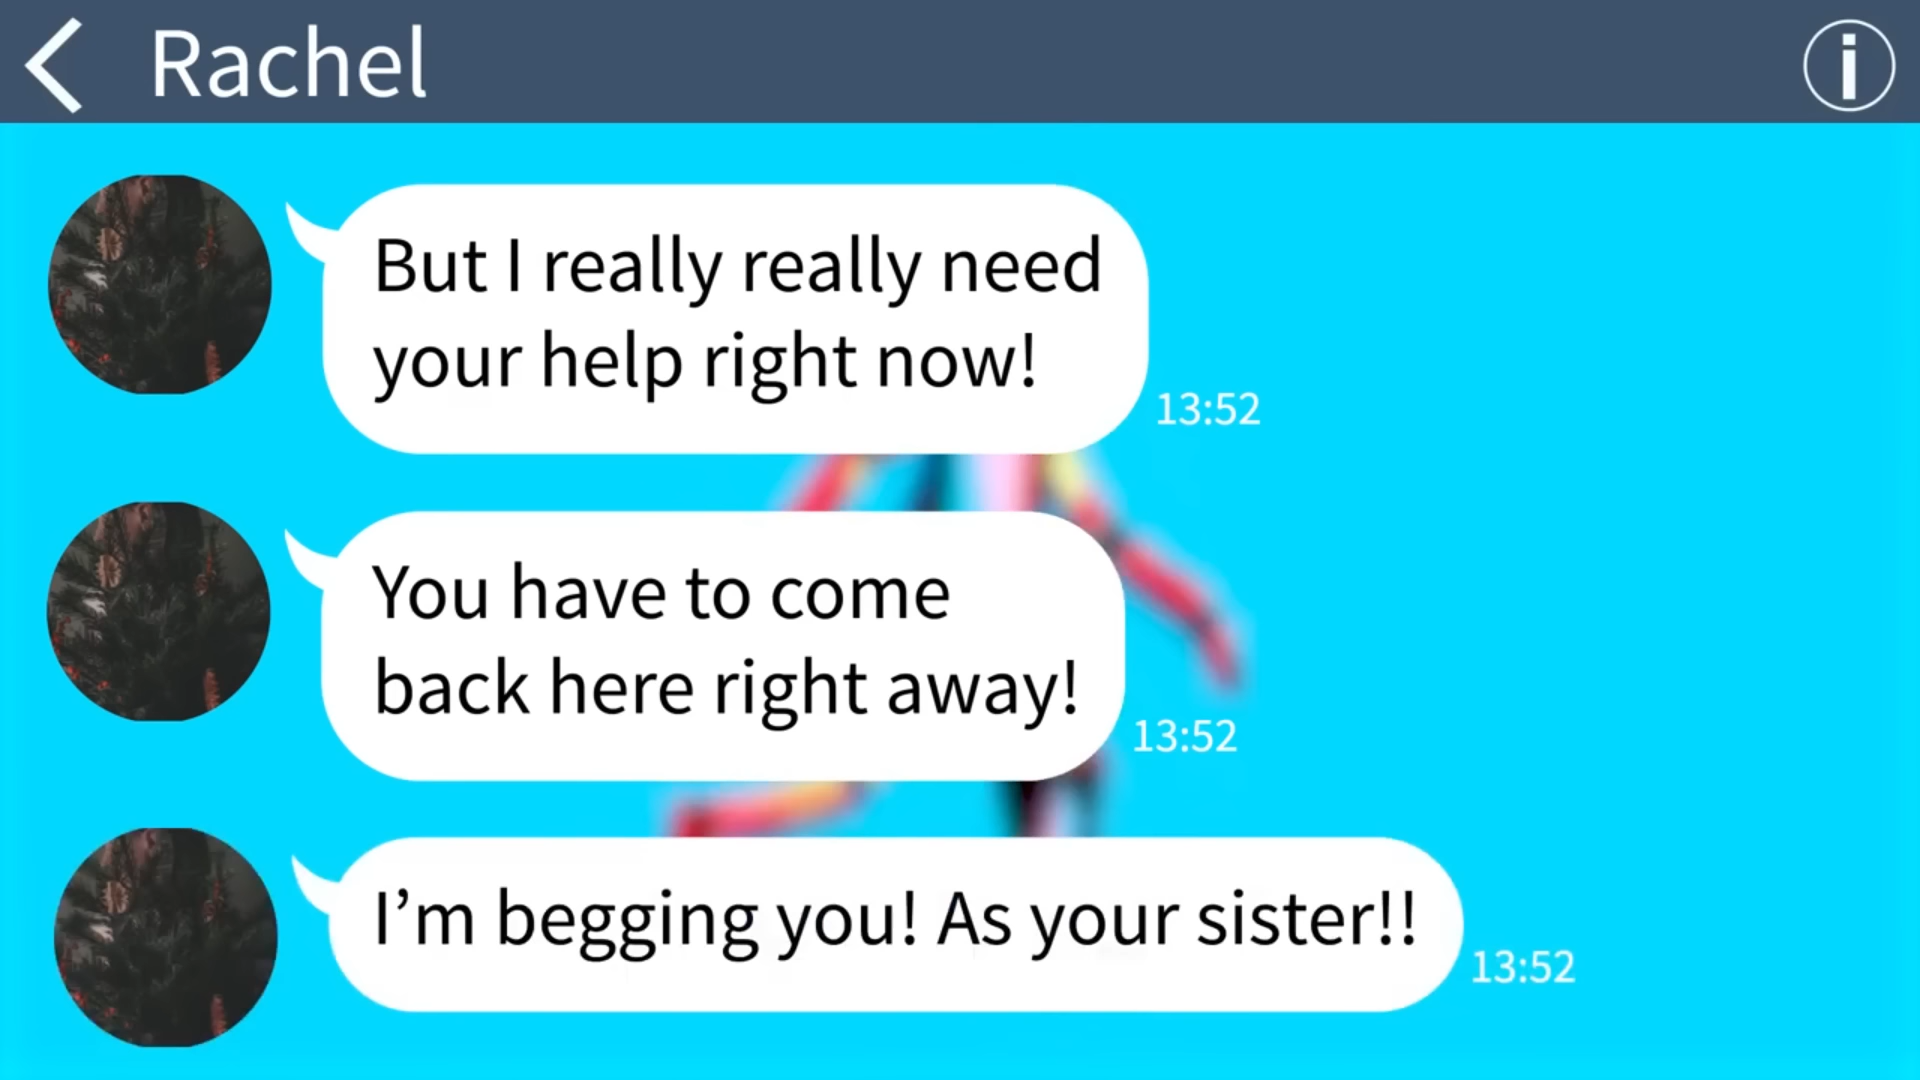 Rachel
But I really really need
your help right now!
13:52
You have to come
back here right away!
13:52
I’m begging you! As your sister!!
13:52